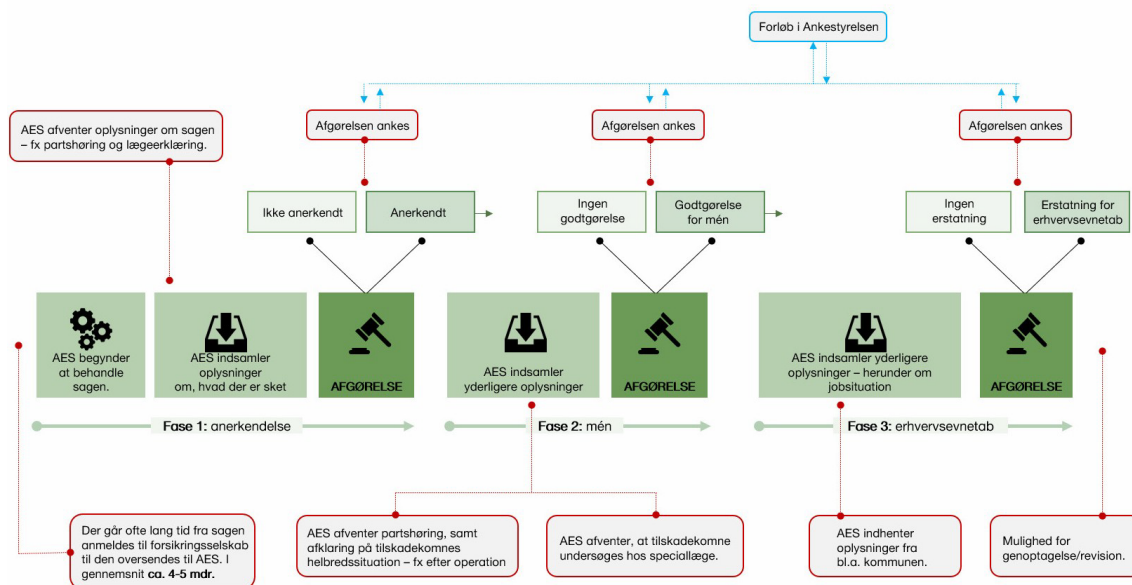 Forløb i Ankestyrelsen
AES afventer oplysninger om sagen
– fx partshøring og lægeerklæring.
Afgørelsen ankes
Afgørelsen ankes
Afgørelsen ankes
Ikke anerkendt
Anerkendt
Ingen
godtgørelse
Godtgørelse
for mén
Ingen
erstatning
Erstatning for
erhvervsevnetab
AES begynder
at behandle
sagen.
AES indsamler
oplysninger
om, hvad der er sket
AFGØRELSE
AES indsamler
yderligere oplysninger
AFGØRELSE
AES indsamler yderligere
oplysninger – herunder om
jobsituation
AFGØRELSE
Fase 1: anerkendelse
Fase 2: mén
Fase 3: erhvervsevnetab
Der går ofte lang tid fra sagen
anmeldes til forsikringsselskab
til den oversendes til AES. I
gennemsnit ca. 4-5 mdr.
AES afventer partshøring, samt
afklaring på tilskadekomnes
helbredssituation – fx efter operation
AES afventer, at tilskadekomne
undersøges hos speciallæge.
AES indhenter
oplysninger fra
bl.a. kommunen.
Mulighed for
genoptagelse/revision.